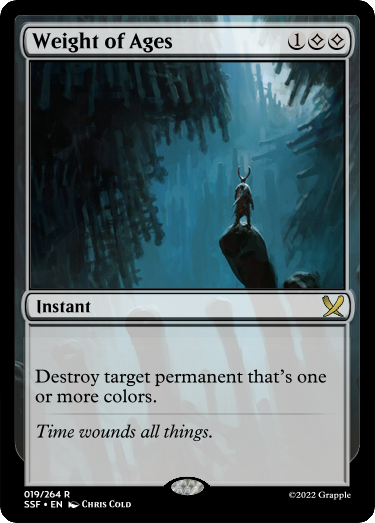 Weight of Ages 1
Instant
Destroy target permanent that's one
or more colors.
Time wounds all things.
019/264 R
SSF • EN Chris Cold
©2022 Grapple